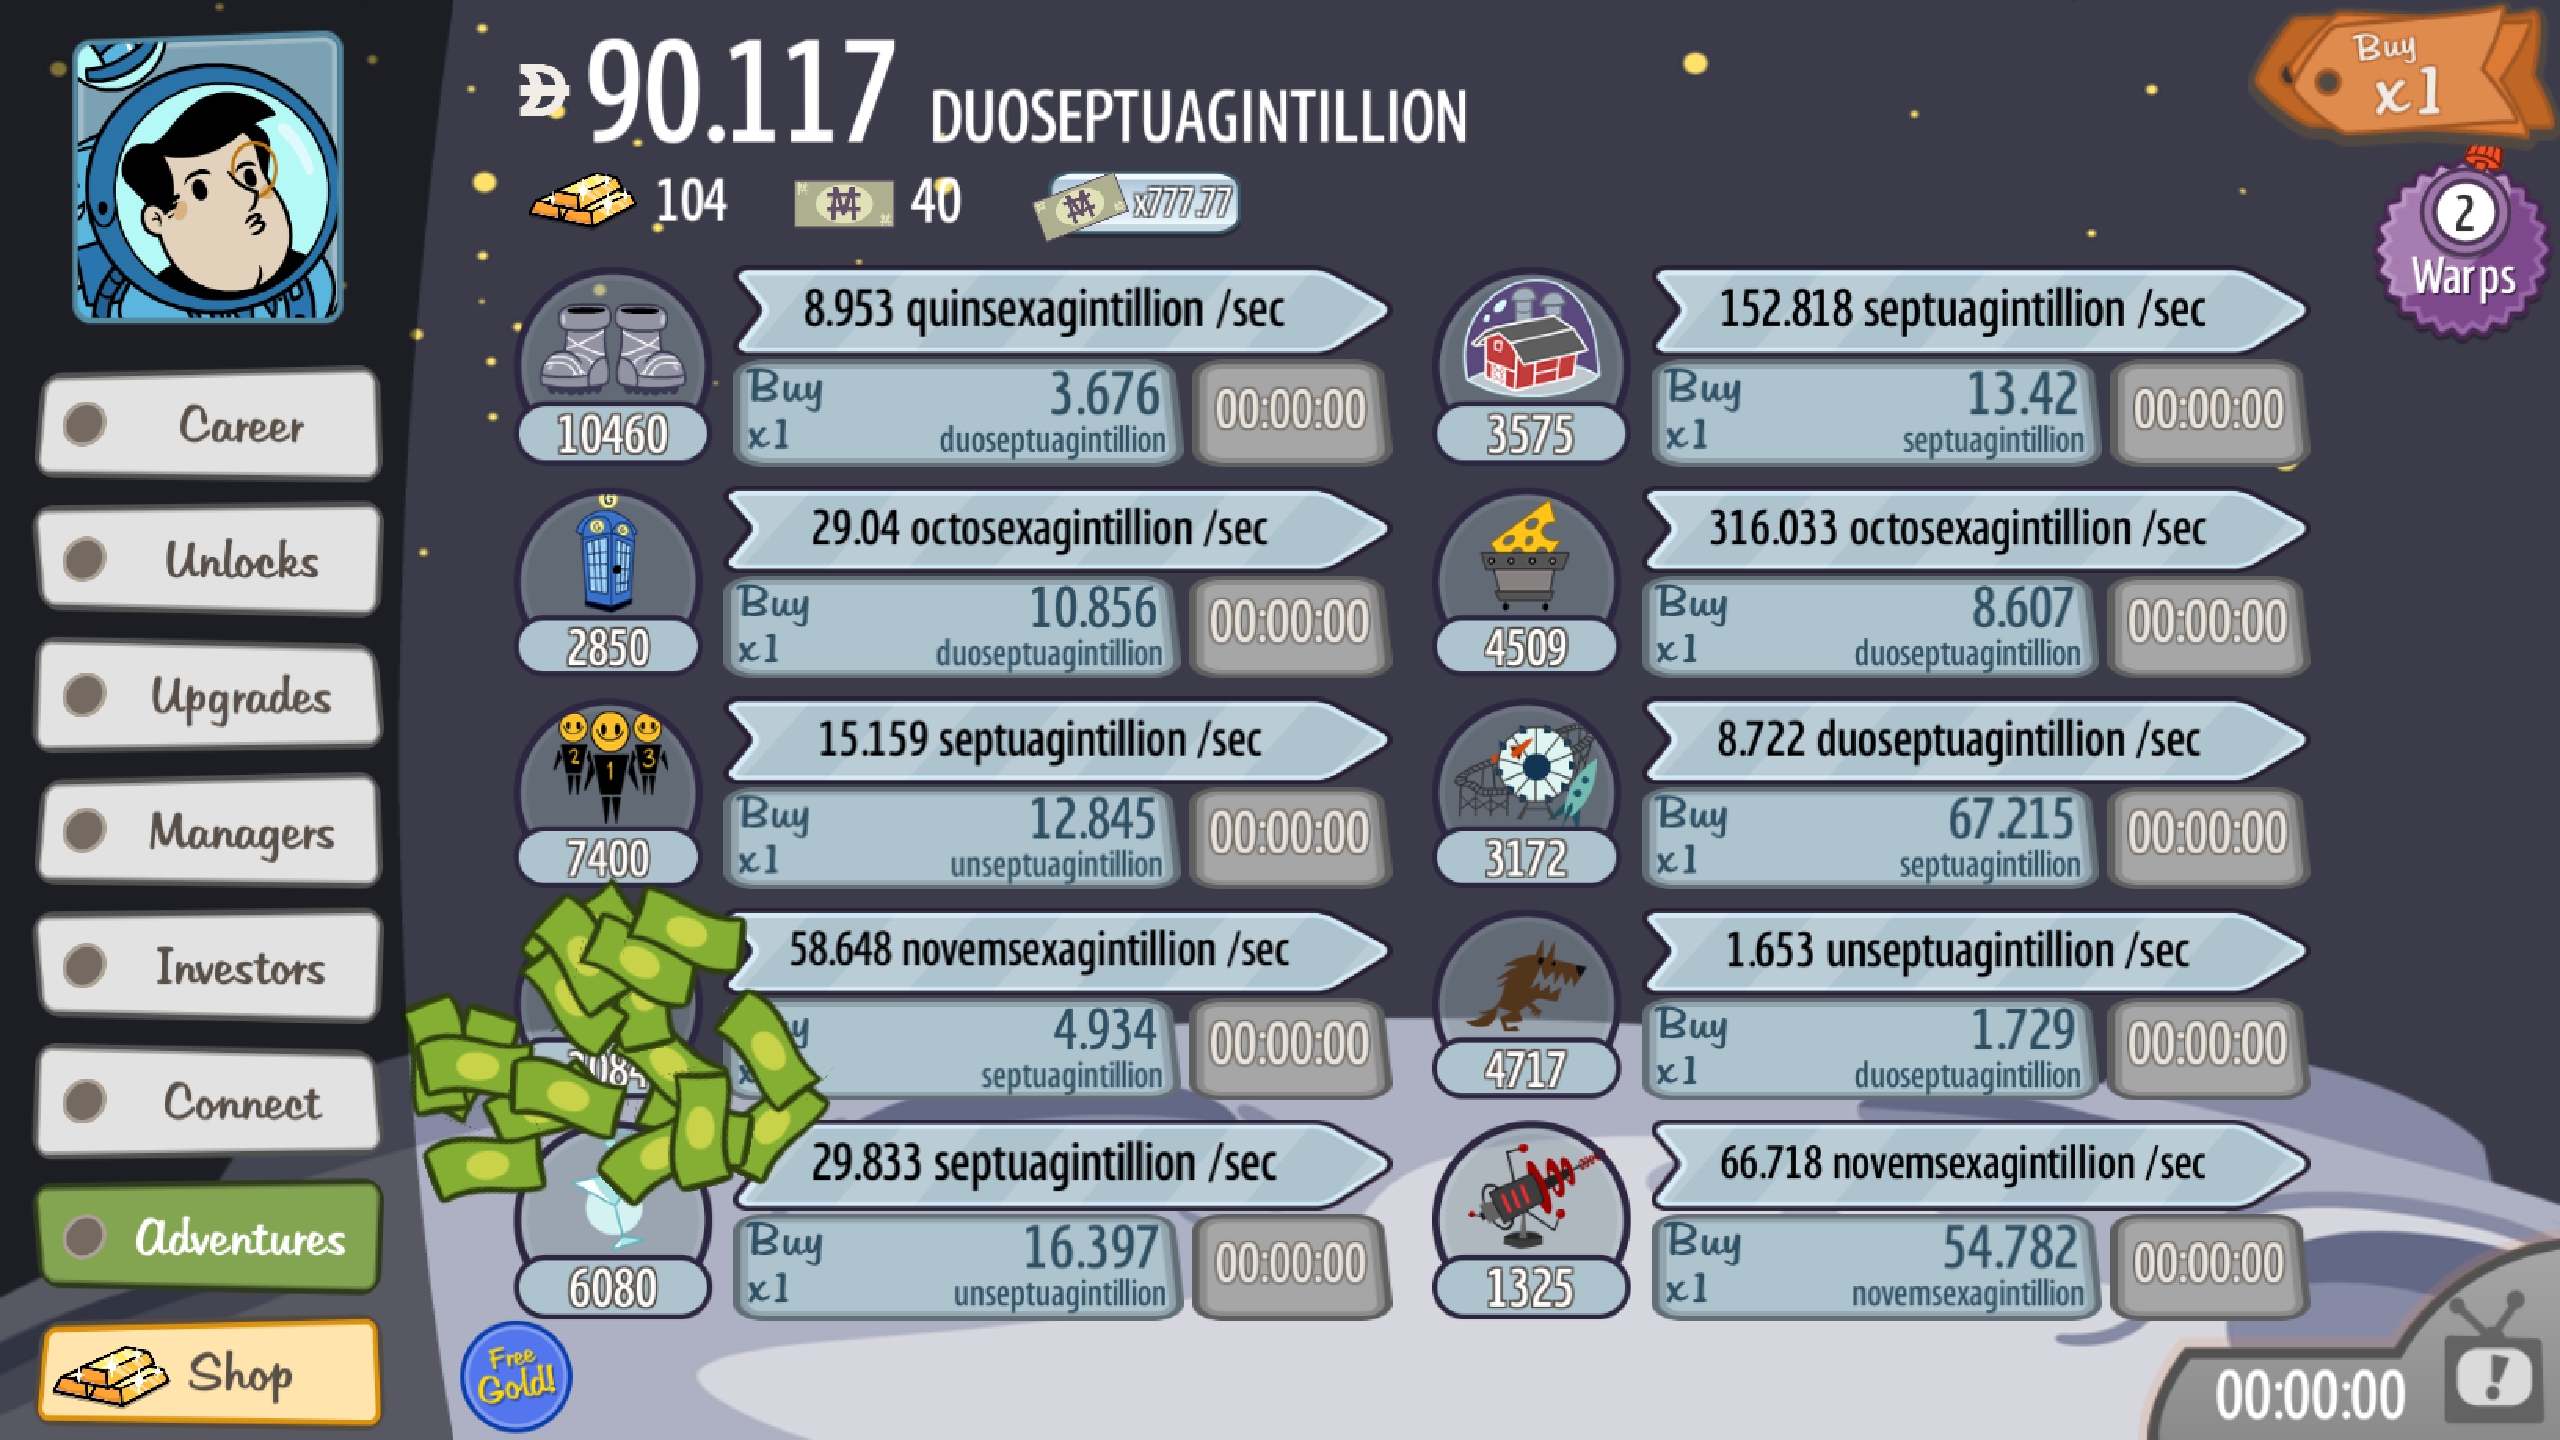 90.117 DUOSEPTUAGINTILLION
Buy
x1
104
40
x777.77
2
Warps
Career
Unlocks
Upgrades
Managers
Investors
Connect
Adventures
Shop
8.953 quinsexagintillion /sec
10460
Buy
x1
3.676
duoseptuagintillion
00:00:00
152.818 septuagintillion /sec
3575
Buy
x1
13.42
septuagintillion
00:00:00
G
29.04 octosexagintillion /sec
2850
Buy
x1
10.856
duoseptuagintillion
00:00:00
316.033 octosexagintillion /sec
4509
Buy
x1
8.607
duoseptuagintillion
00:00:00
2 1 3
15.159 septuagintillion /sec
7400
Buy
x1
12.845
unseptuagintillion
00:00:00
8.722 duoseptuagintillion /sec
3172
Buy
x1
67.215
septuagintillion
00:00:00
58.648 novemsexagintillion /sec
4.934
septuagintillion
00:00:00
1.653 unseptuagintillion /sec
4717
Buy
x1
1.729
duoseptuagintillion
00:00:00
29.833 septuagintillion /sec
6080
Buy
x1
16.397
unseptuagintillion
00:00:00
66.718 novemsexagintillion /sec
1325
Buy
x1
54.782
novemsexagintillion
00:00:00
Free
Gold!
00:00:00
!